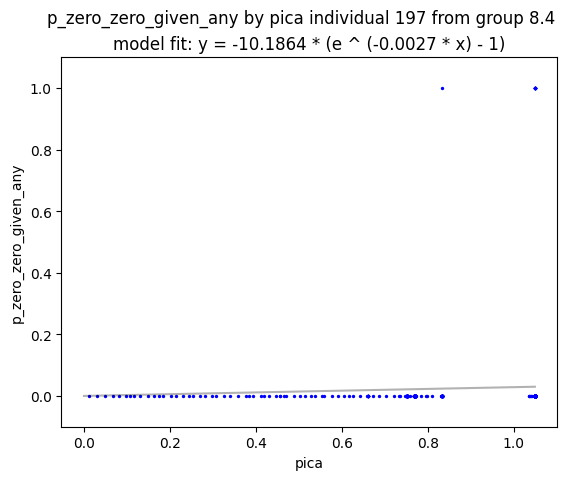 p_zero_zero_given_any by pica individual 197 from group 8.4
model fit: y = -10.1864 * (e ^ (-0.0027 * x) - 1)
1.0
0.8
0.6
0.4
0.2
0.0
p_zero_zero_given_any
0.0 0.2 0.4 0.6 0.8 1.0
pica